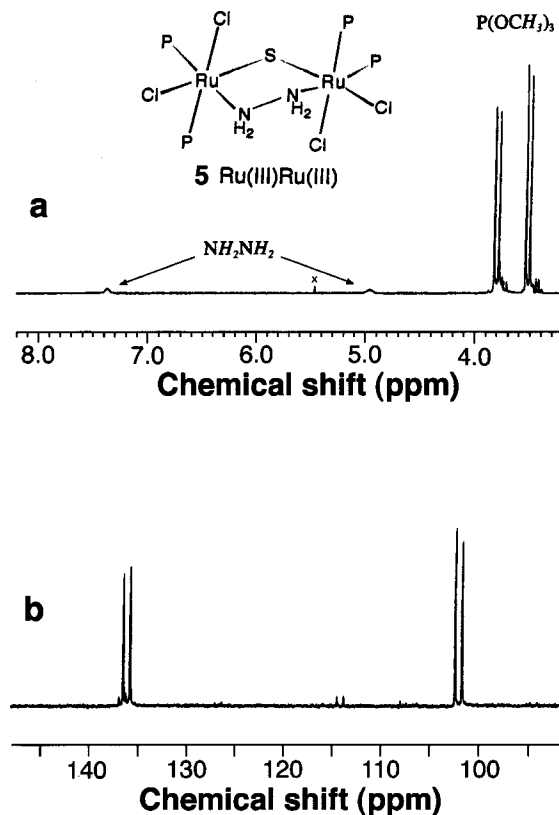 P(OCH₃)₃
Cl
P
S
P
Ru
Ru
P
Cl
N
H₂
N
H₂
Cl
P
Cl
5 Ru(III)Ru(III)
a
NH₂NH₂
x
8.0 7.0 6.0 5.0 4.0
Chemical shift (ppm)
b
140 130 120 110 100
Chemical shift (ppm)